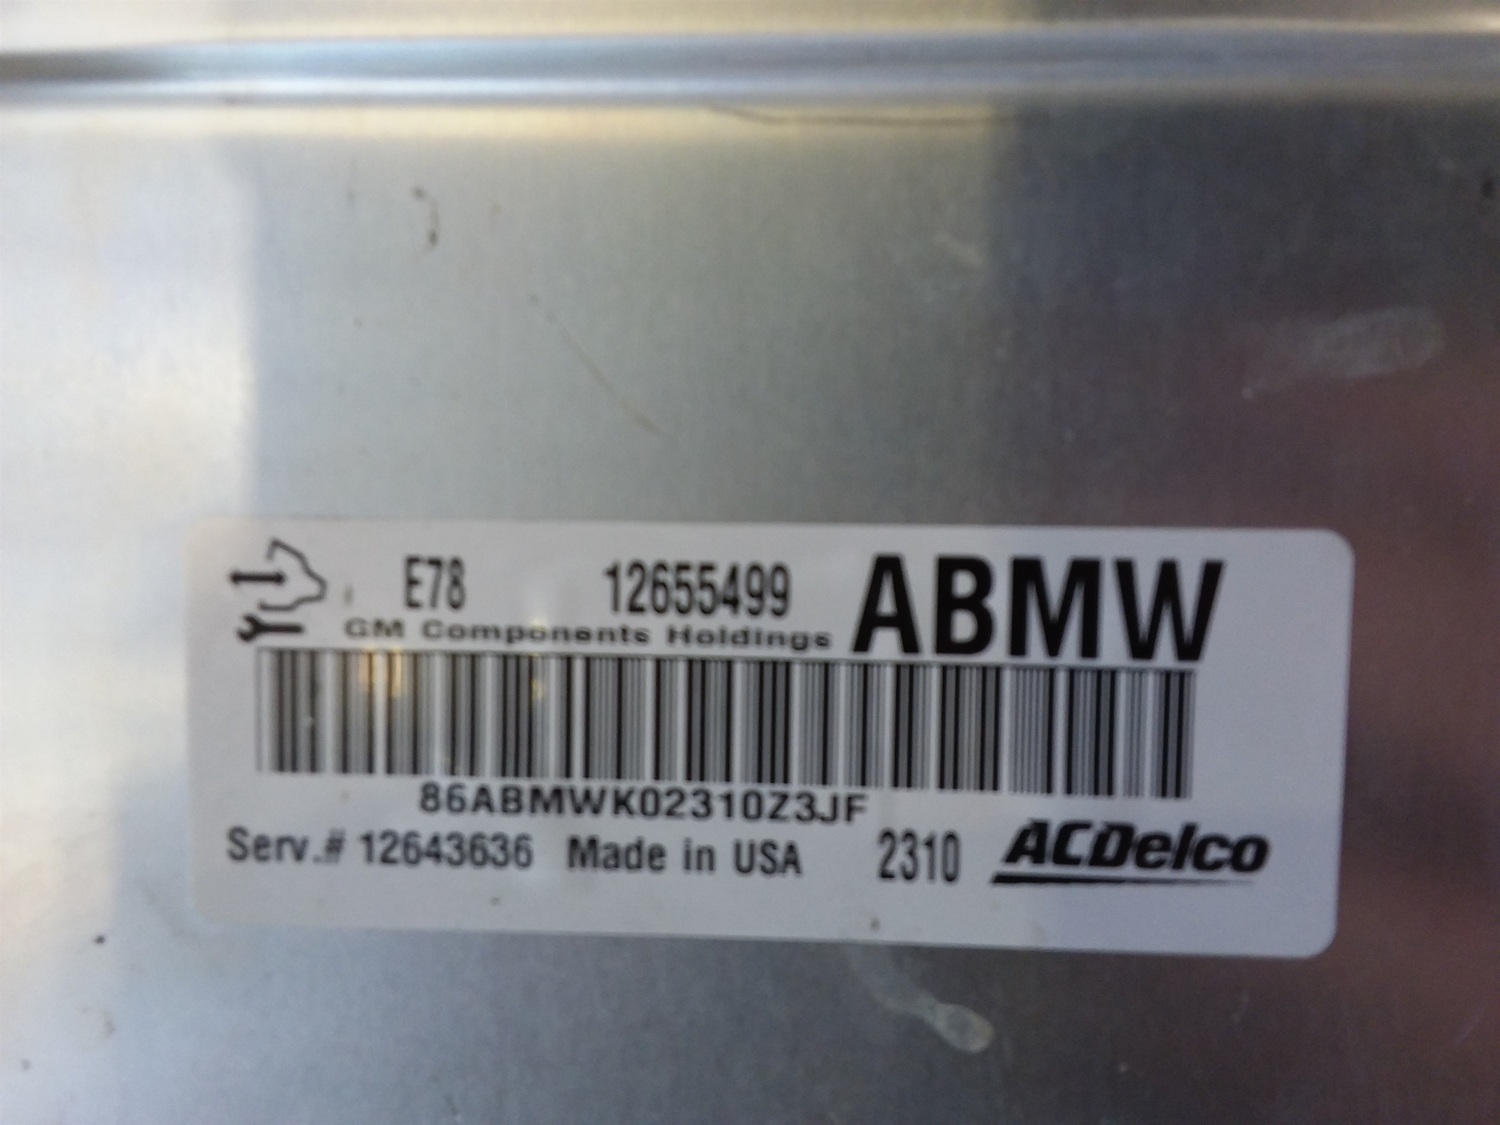 E78 12655499 ABMW
GM Components Holdings
86ABMWK02310Z3JF
Serv.# 12643636 Made in USA 2310 ACDelco